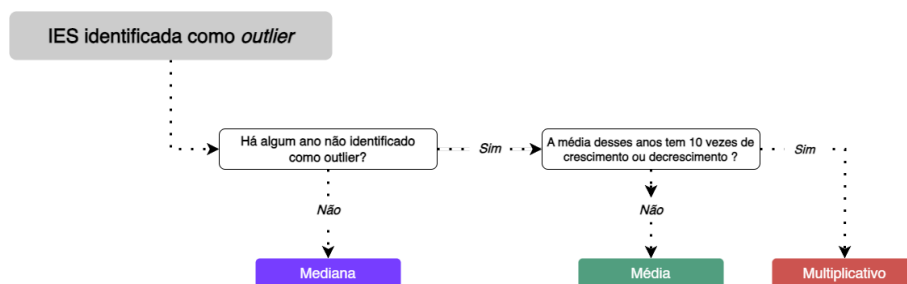 IES identificada como outlier
Há algum ano não identificado
como outlier?
Sim
A média desses anos tem 10 vezes de
crescimento ou decrescimento ?
Sim
Não
Não
Mediana
Média
Multiplicativo